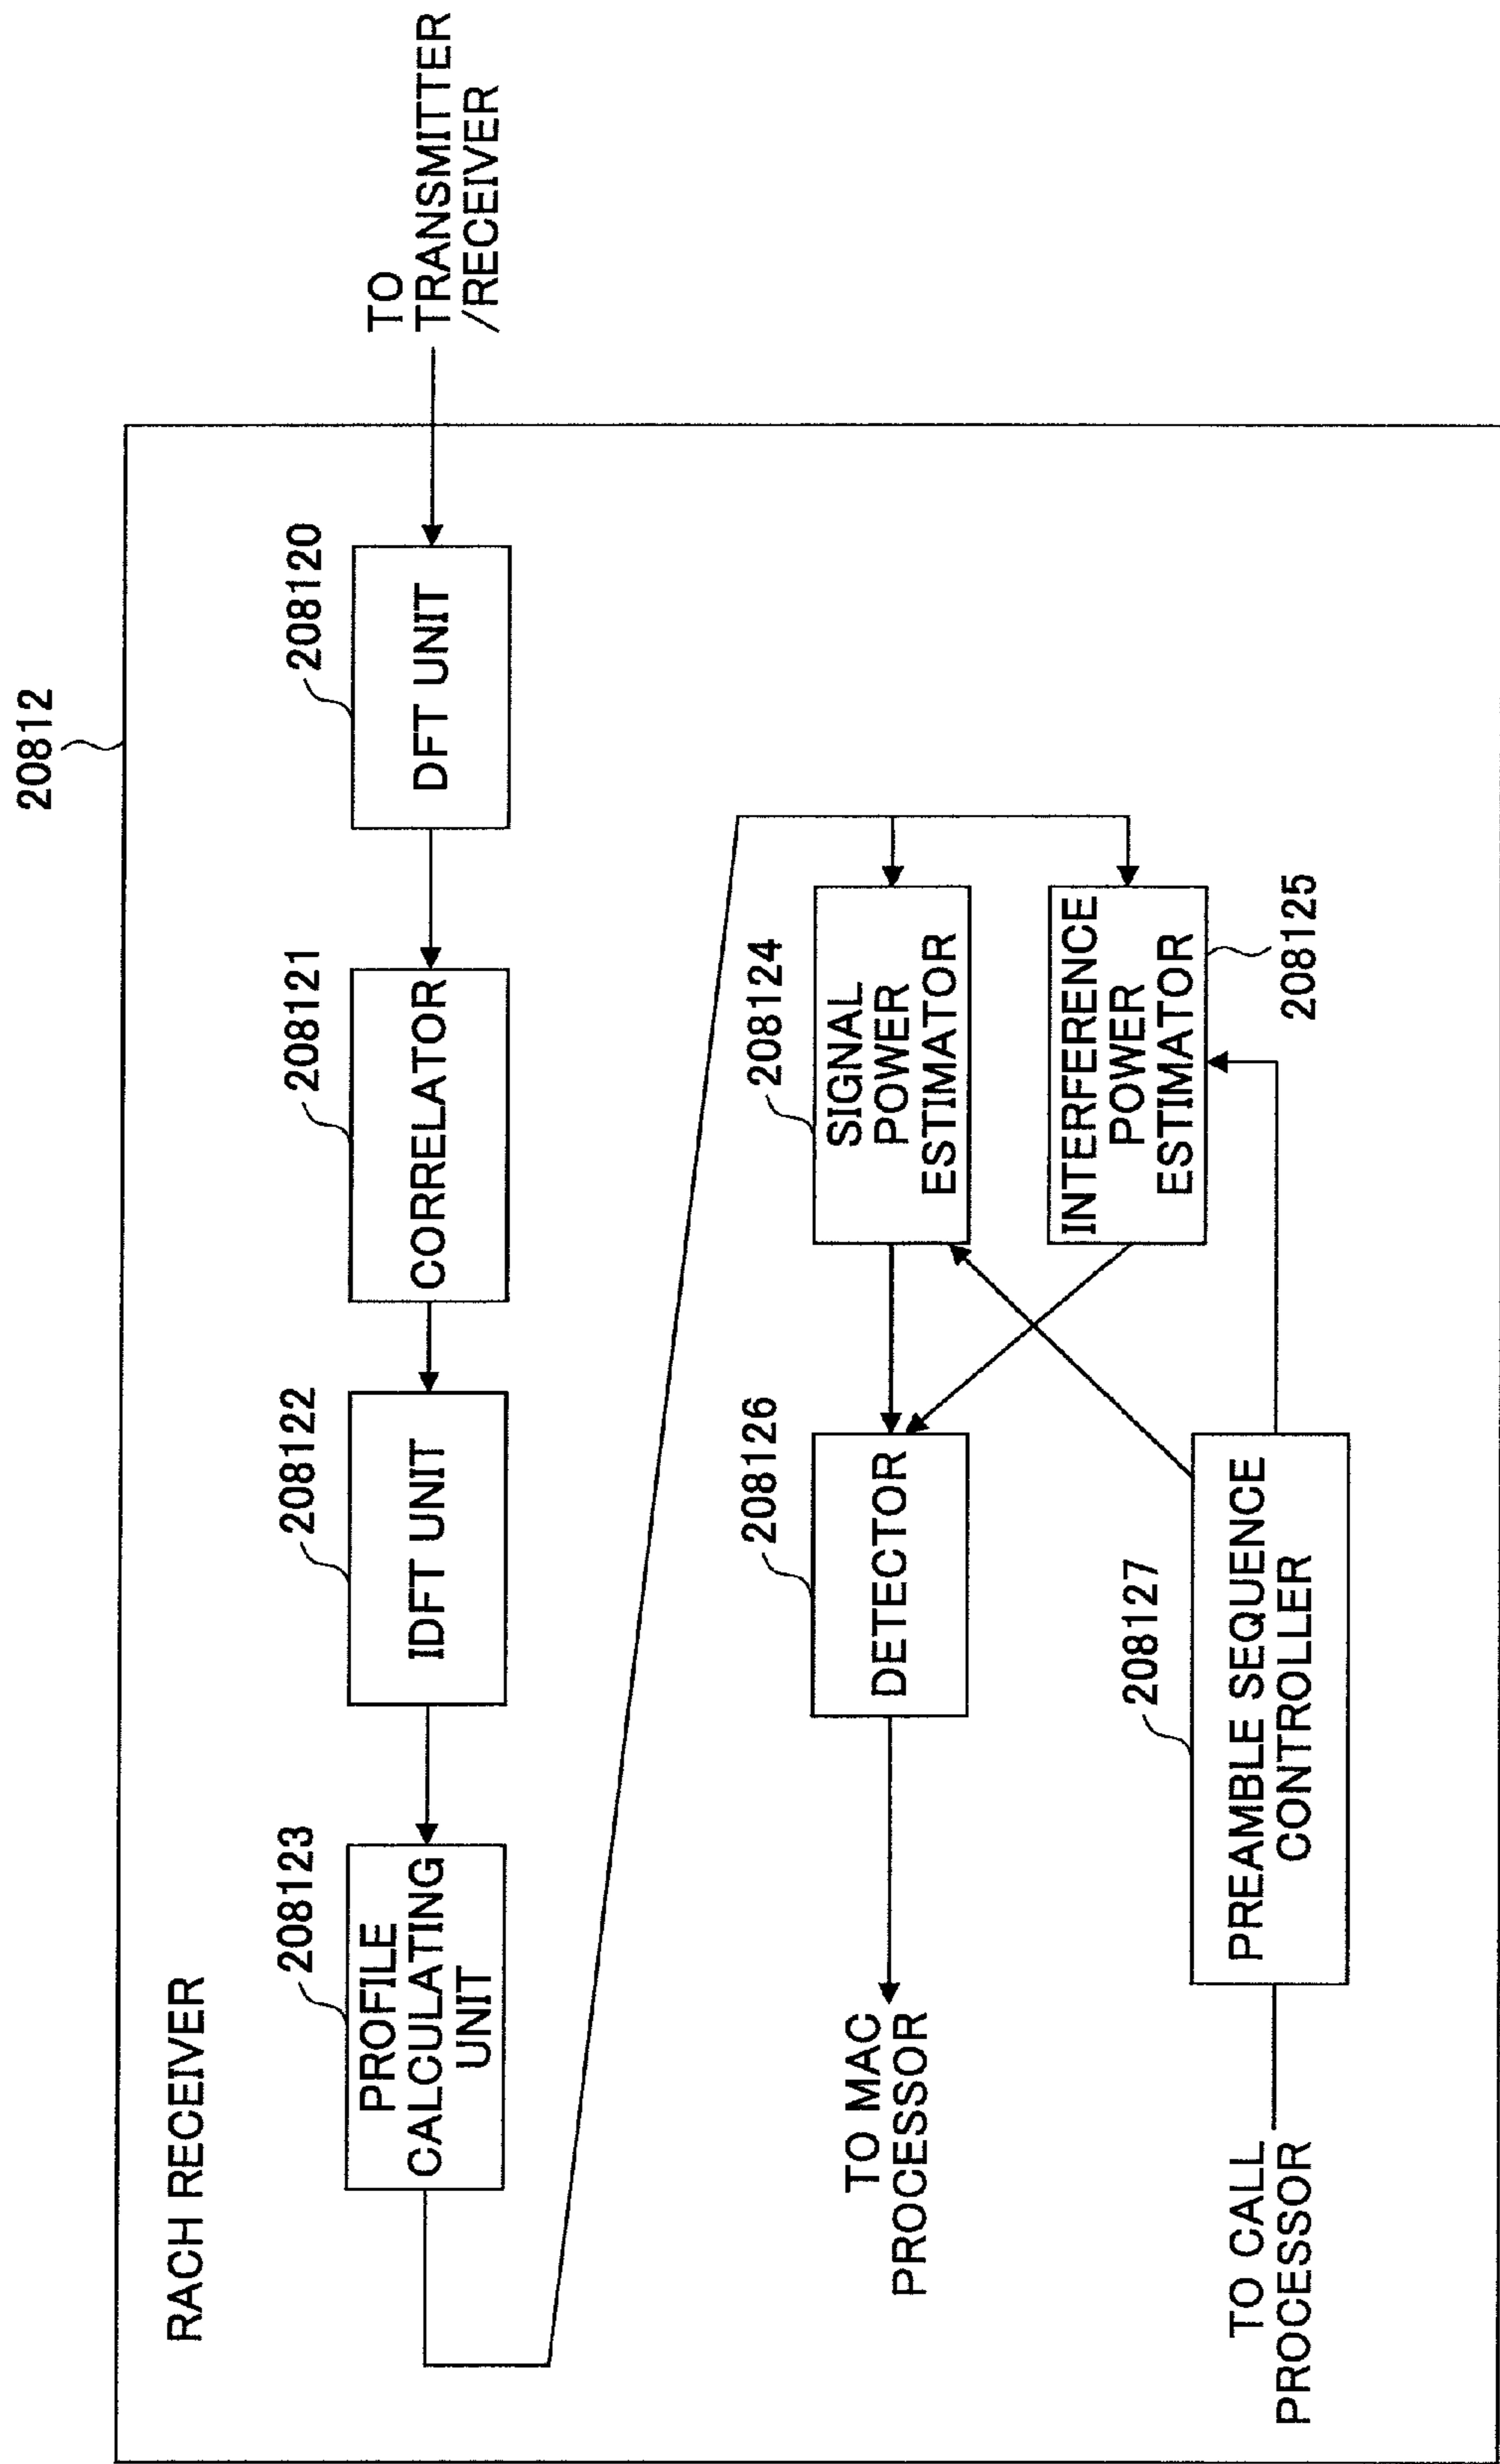 20812
RACH RECEIVER
208123
PROFILE
CALCULATING
UNIT
208122
IDFT UNIT
208121
CORRELATOR
208120
DFT UNIT
TO
TRANSMITTER
/RECEIVER
TO MAC
PROCESSOR
208126
DETECTOR
208124
SIGNAL
POWER
ESTIMATOR
TO CALL
PROCESSOR
208127
PREAMBLE SEQUENCE
CONTROLLER
INTERFERENCE
POWER
ESTIMATOR
208125